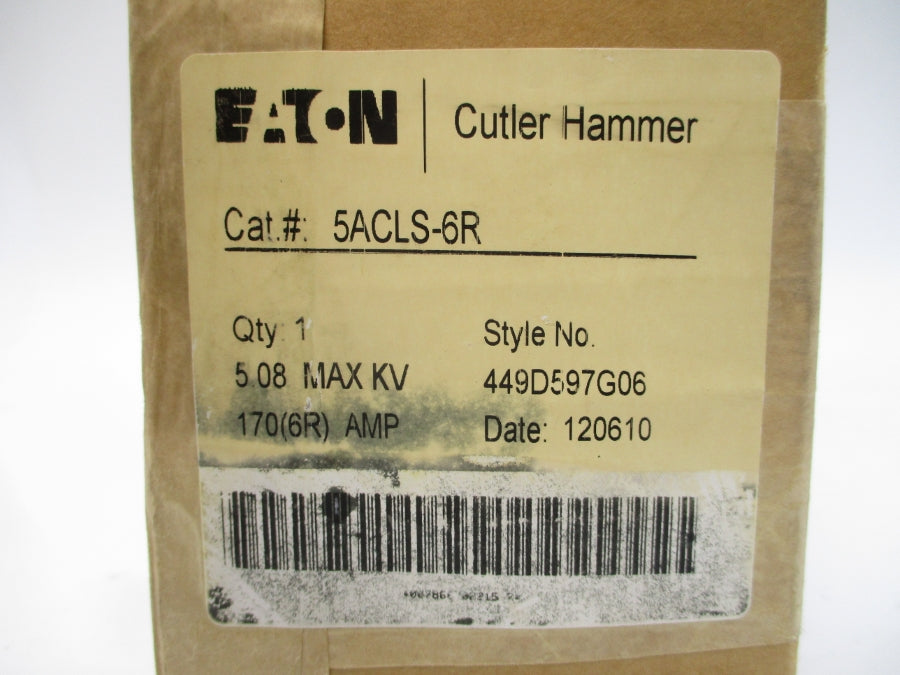 EATON | Cutler Hammer
Cat.#: 5ACLS-6R
Qty: 1 Style No.
5.08 MAX KV 449D597G06
170(6R) AMP Date: 120610